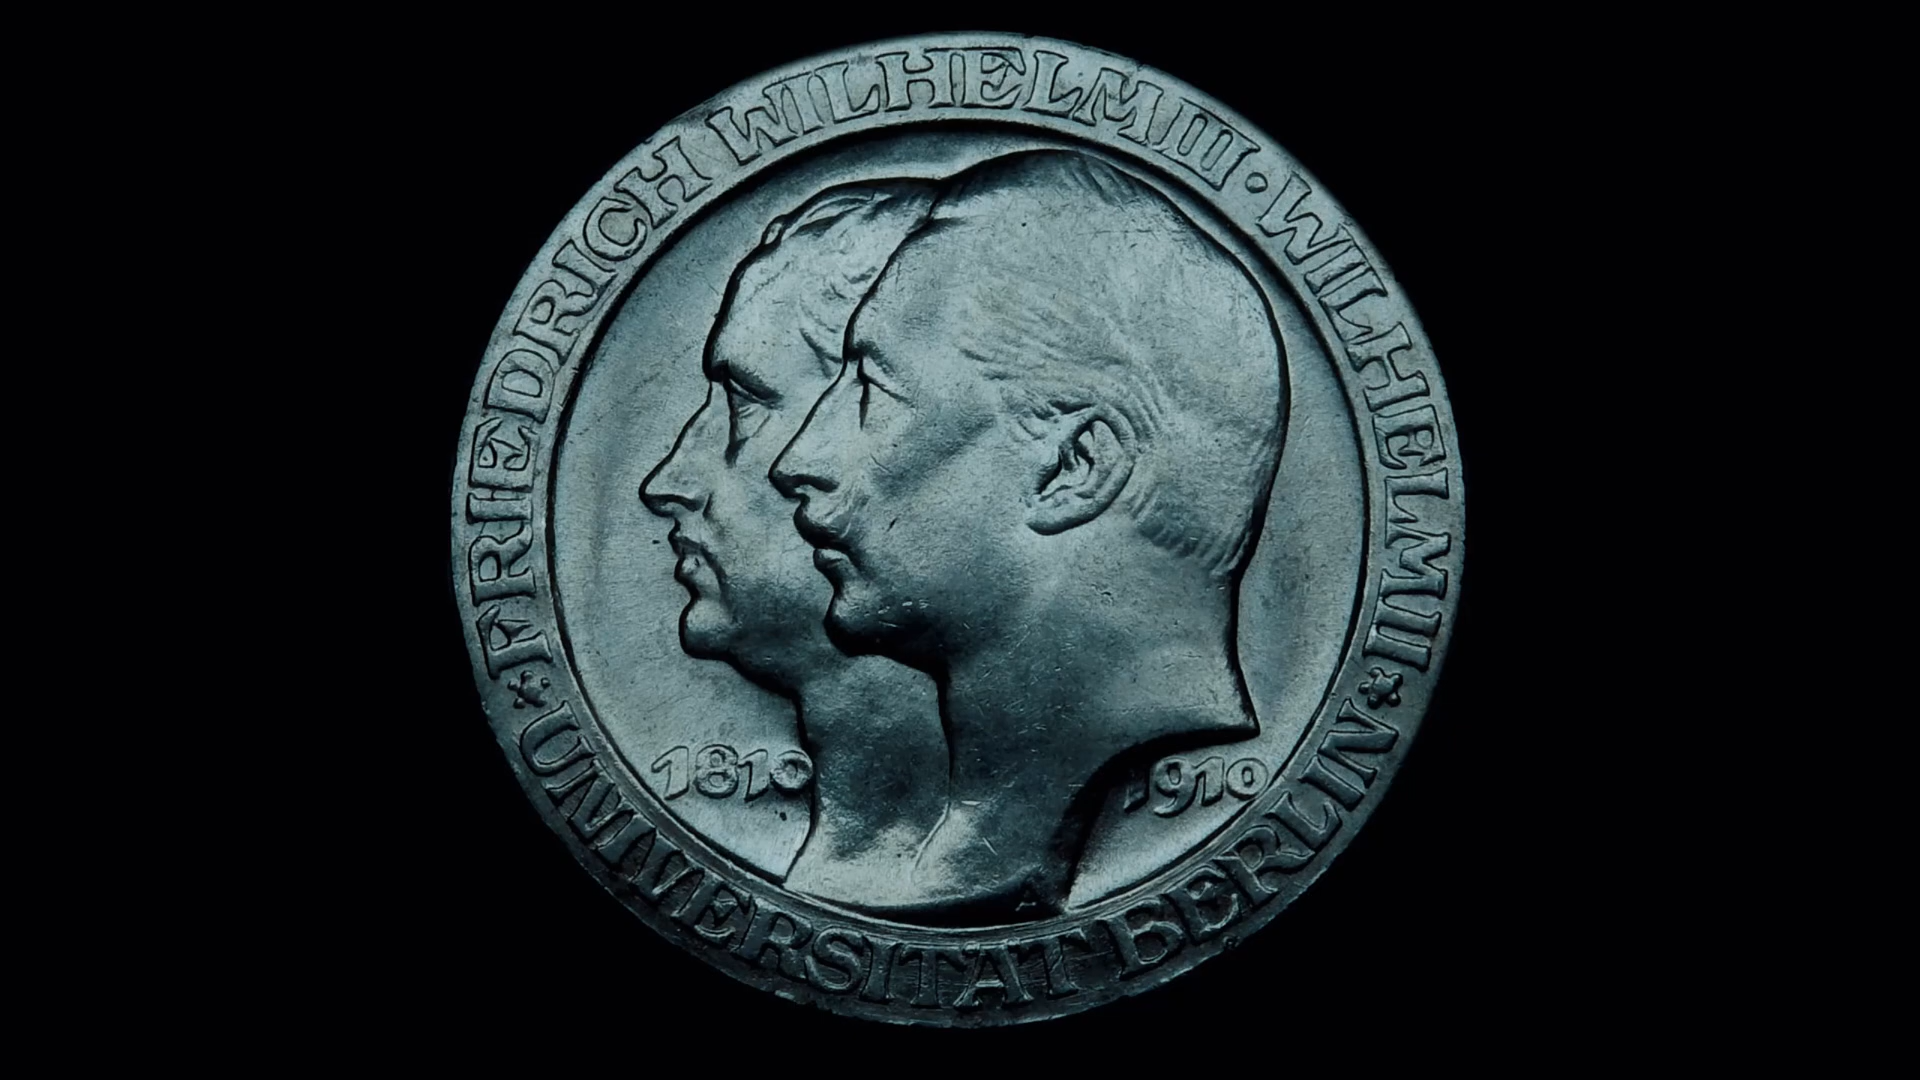 FRIEDRICH WILHELM III · WILHELM II
UNIVERSITÄT BERLIN
1810
1910
A